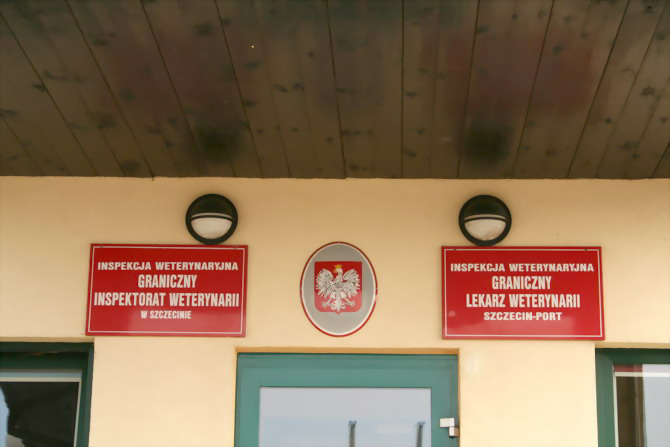 INSPEKCJA WETERYNARYJNA
GRANICZNY
INSPEKTORAT WETERYNARII
W SZCZECINIE
INSPEKCJA WETERYNARYJNA
GRANICZNY
LEKARZ WETERYNARII
SZCZECIN-PORT